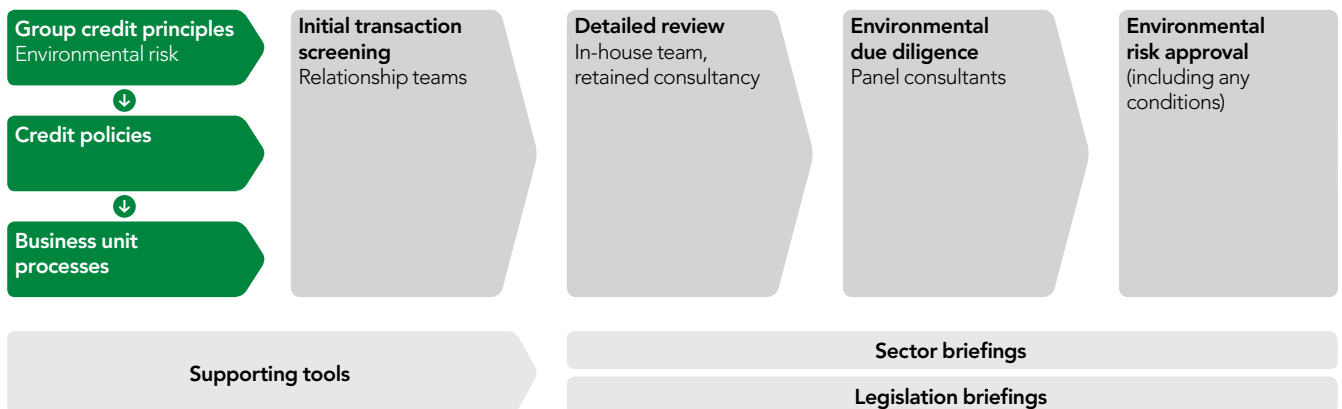 Group credit principles
Environmental risk
Credit policies
Business unit
processes
Initial transaction
screening
Relationship teams
Detailed review
In-house team,
retained consultancy
Environmental
due diligence
Panel consultants
Environmental
risk approval
(including any
conditions)
Supporting tools
Sector briefings
Legislation briefings